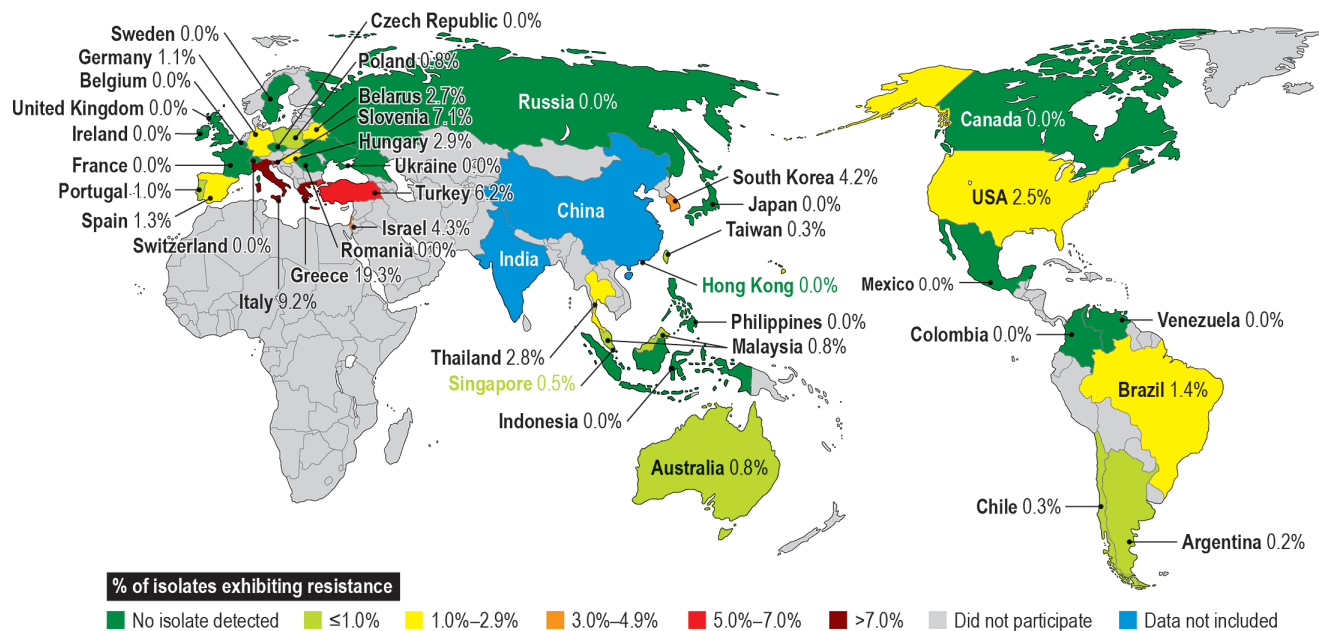 Czech Republic 0.0%
Sweden 0.0%
Germany 1.1%
Poland 0.8%
Belgium 0.0%
Belarus 2.7%
United Kingdom 0.0%
Slovenia 7.1%
Ireland 0.0%
Hungary 2.9%
France 0.0%
Ukraine 0.0%
Portugal 1.0%
Turkey 6.2%
Spain 1.3%
Israel 4.3%
Switzerland 0.0%
Romania 0.0%
Greece 19.3%
Italy 9.2%
Russia 0.0%
China
India
South Korea 4.2%
Japan 0.0%
Taiwan 0.3%
Hong Kong 0.0%
Philippines 0.0%
Malaysia 0.8%
Thailand 2.8%
Singapore 0.5%
Indonesia 0.0%
Australia 0.8%
Canada 0.0%
USA 2.5%
Mexico 0.0%
Venezuela 0.0%
Colombia 0.0%
Brazil 1.4%
Chile 0.3%
Argentina 0.2%
% of isolates exhibiting resistance
No isolate detected ≤1.0% 1.0%–2.9% 3.0%–4.9% 5.0%–7.0% >7.0% Did not participate Data not included